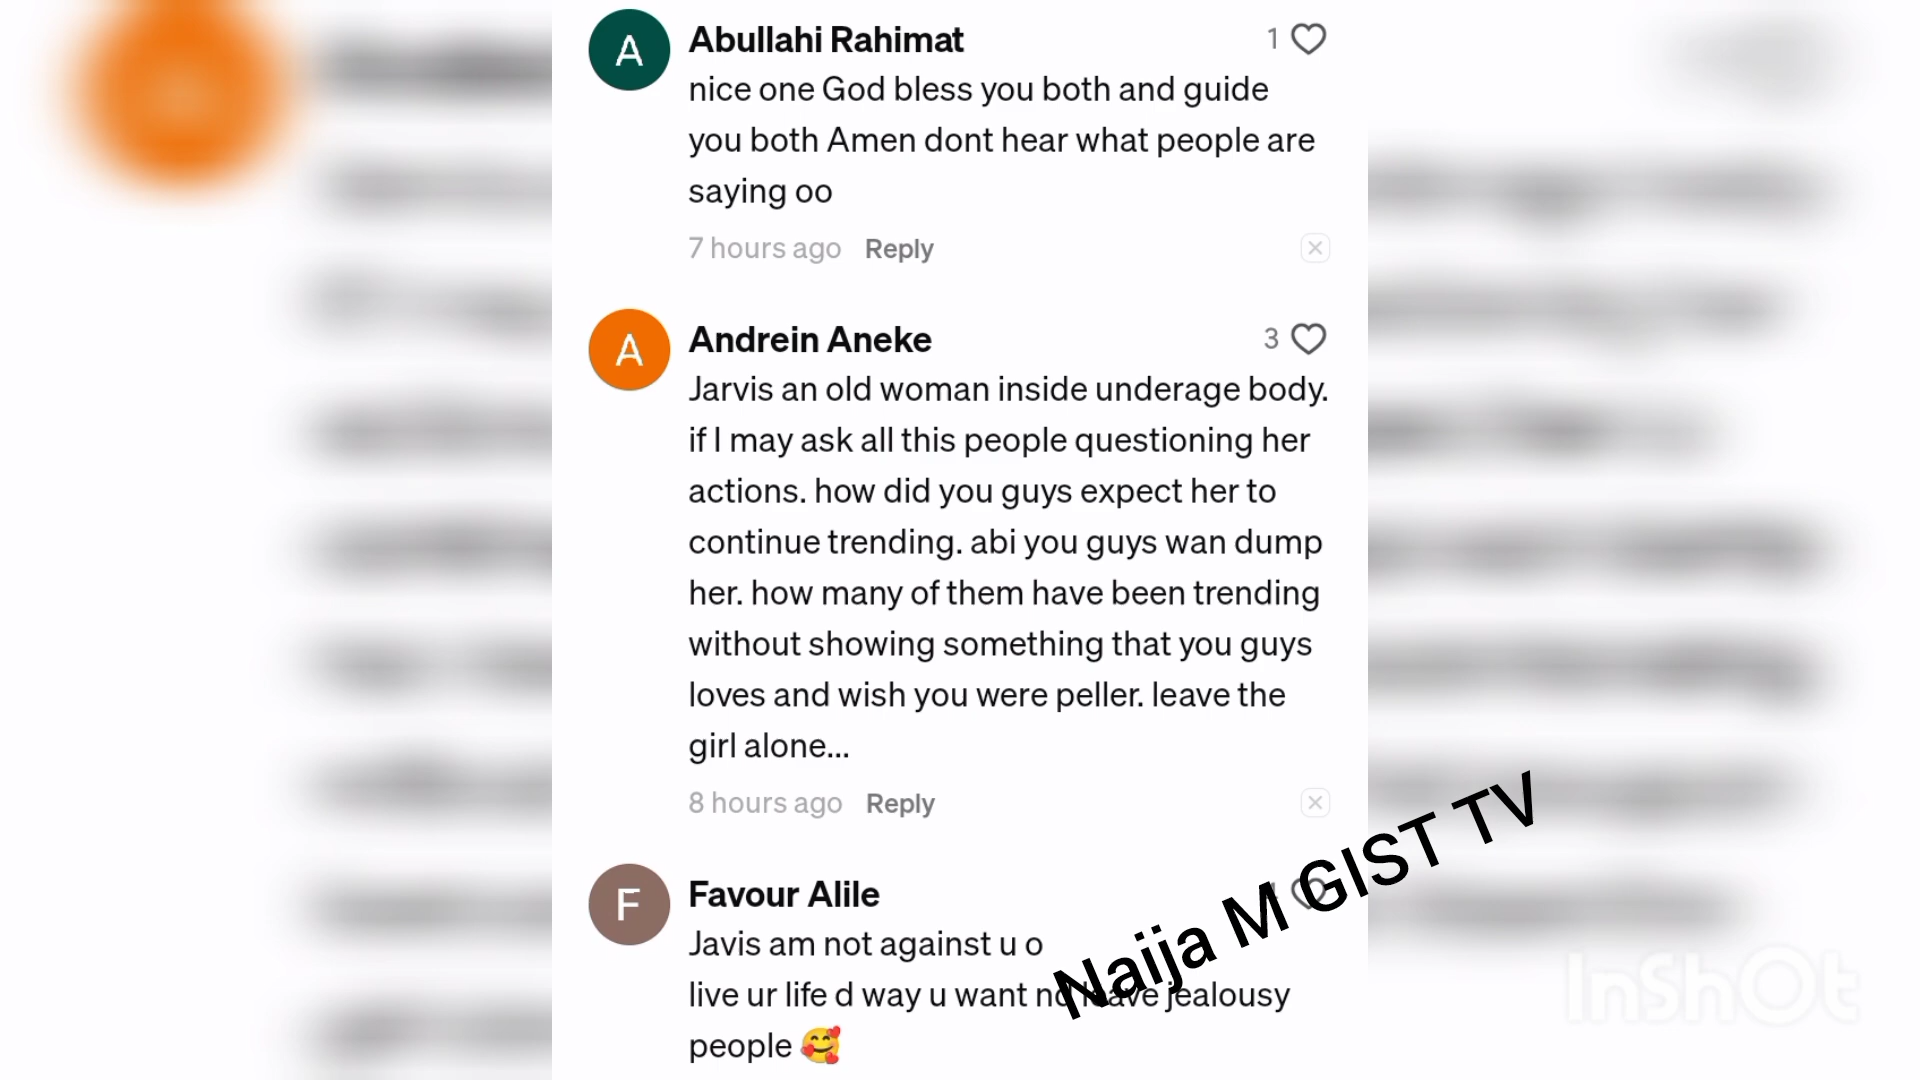 A
Abullahi Rahimat
1
nice one God bless you both and guide
you both Amen dont hear what people are
saying oo
7 hours ago Reply
A
Andrein Aneke
3
Jarvis an old woman inside underage body.
if I may ask all this people questioning her
actions. how did you guys expect her to
continue trending. abi you guys wan dump
her. how many of them have been trending
without showing something that you guys
loves and wish you were peller. leave the
girl alone...
8 hours ago Reply
F
Favour Alile
Javis am not against u o
live ur life d way u want nd leave jealousy
people 🥰
Naija M GIST TV
InShOt